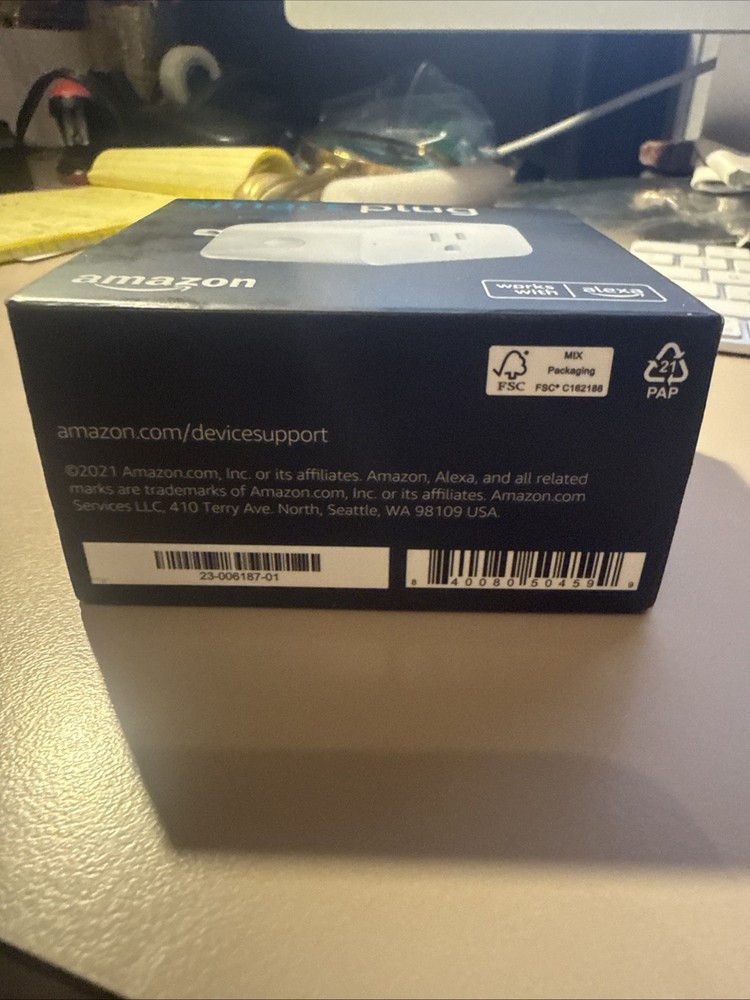 smart plug
amazon
works with | alexa
MIX
Packaging
FSC® C162188
FSC
21
PAP
amazon.com/devicesupport
©2021 Amazon.com, Inc. or its affiliates. Amazon, Alexa, and all related
marks are trademarks of Amazon.com, Inc. or its affiliates. Amazon.com
Services LLC, 410 Terry Ave. North, Seattle, WA 98109 USA.
23-006187-01
8 40080 50459 9